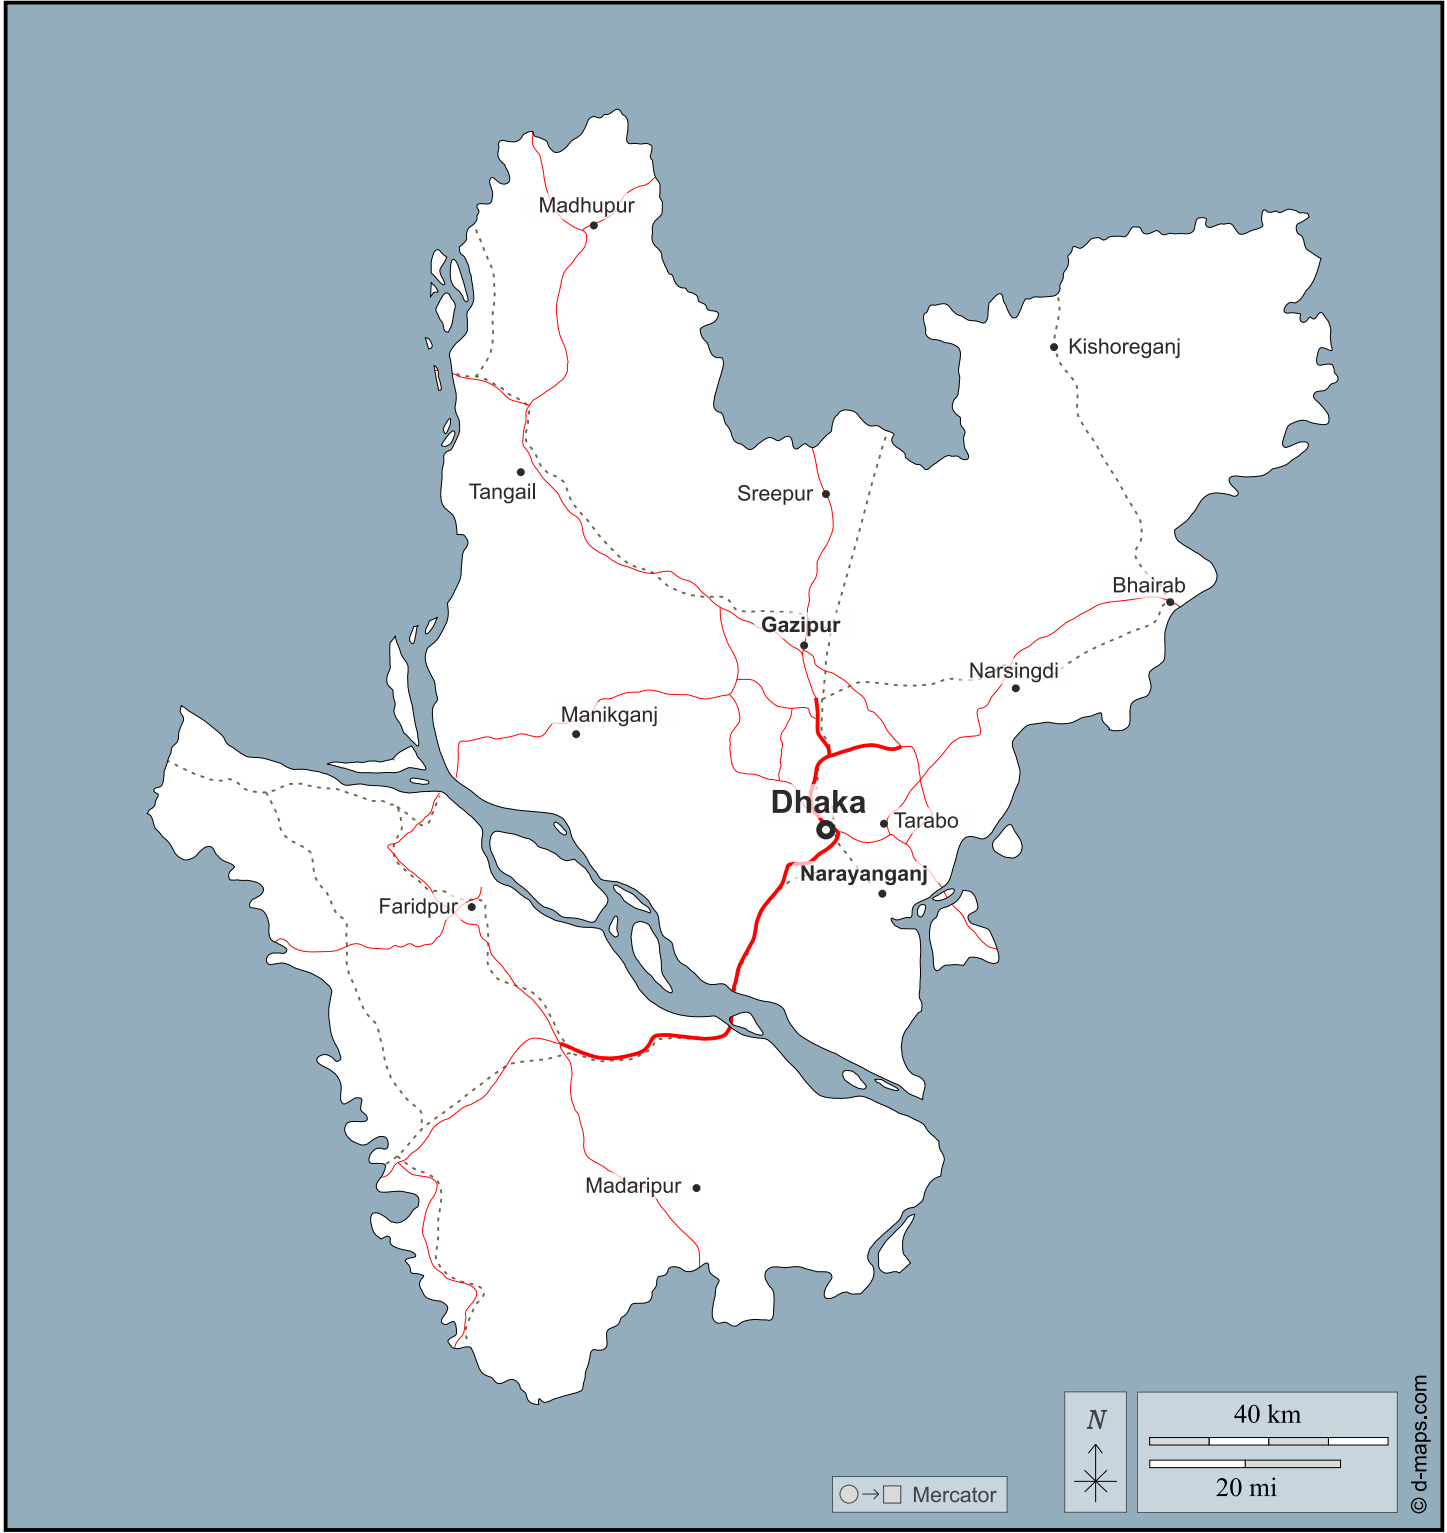 Madhupur
Kishoreganj
Tangail
Sreepur
Bhairab
Gazipur
Narsingdi
Manikganj
Dhaka
Tarabo
Narayanganj
Faridpur
Madaripur
N
40 km
20 mi
Mercator
© d-maps.com